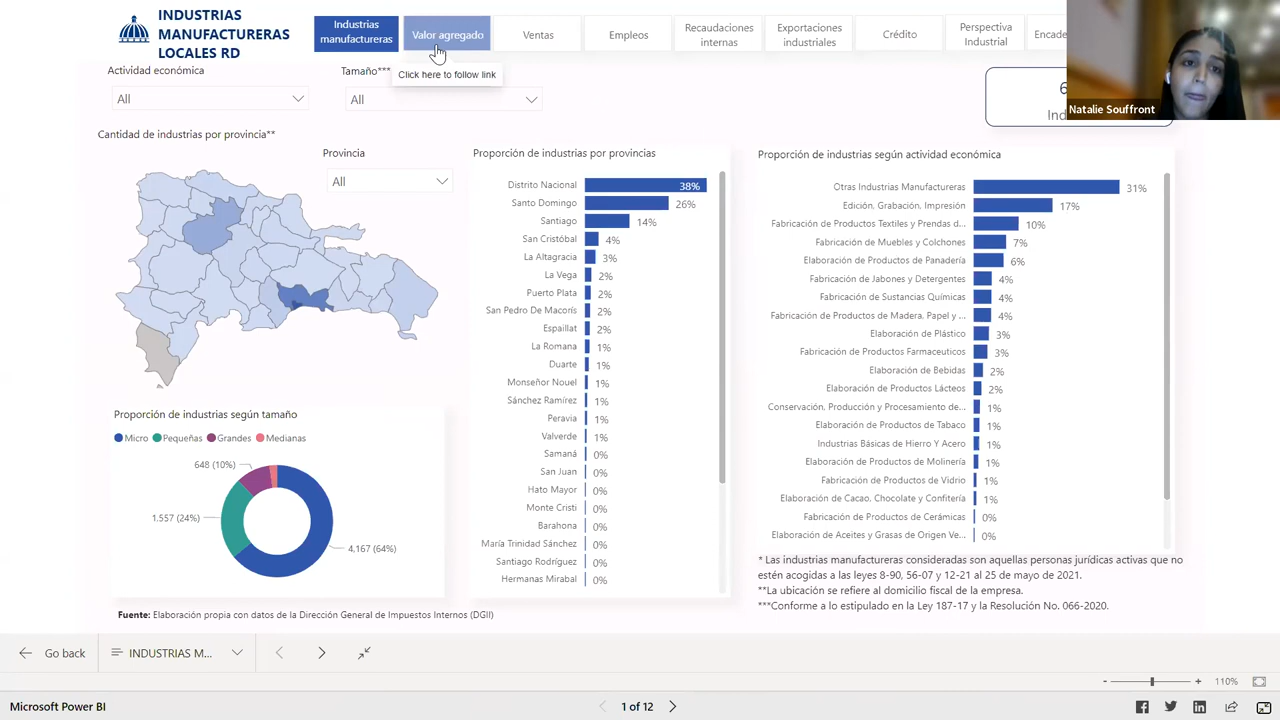 INDUSTRIAS
MANUFACTURERAS
LOCALES RD
Industrias
manufactureras
Valor agregado
Ventas
Empleos
Recaudaciones
internas
Exportaciones
industriales
Crédito
Perspectiva
Industrial
Click here to follow link
Natalie Souffront
Actividad económica
All
Tamaño***
All
Cantidad de industrias por provincia**
Provincia
All
Proporción de industrias por provincias
Distrito Nacional 38%
Santo Domingo 26%
Santiago 14%
San Cristóbal 4%
La Altagracia 3%
La Vega 2%
Puerto Plata 2%
San Pedro De Macorís 2%
Espaillat 2%
La Romana 1%
Duarte 1%
Monseñor Nouel 1%
Sánchez Ramírez 1%
Peravia 1%
Valverde 1%
Samaná 0%
San Juan 0%
Hato Mayor 0%
Monte Cristi 0%
Barahona 0%
María Trinidad Sánchez 0%
Santiago Rodríguez 0%
Hermanas Mirabal 0%
Proporción de industrias según actividad económica
Otras Industrias Manufactureras 31%
Edición, Grabación, Impresión 17%
Fabricación de Productos Textiles y Prendas d... 10%
Fabricación de Muebles y Colchones 7%
Elaboración de Productos de Panadería 6%
Fabricación de Jabones y Detergentes 4%
Fabricación de Sustancias Químicas 4%
Fabricación de Productos de Madera, Papel y ... 4%
Elaboración de Plástico 3%
Fabricación de Productos Farmaceuticos 3%
Elaboración de Bebidas 2%
Elaboración de Productos Lácteos 2%
Conservación, Producción y Procesamiento de... 1%
Elaboración de Productos de Tabaco 1%
Industrias Básicas de Hierro Y Acero 1%
Elaboración de Productos de Molinería 1%
Fabricación de Productos de Vidrio 1%
Elaboración de Cacao, Chocolate y Confitería 1%
Fabricación de Productos de Cerámicas 0%
Elaboración de Aceites y Grasas de Origen Ve... 0%
Proporción de industrias según tamaño
Micro Pequeñas Grandes Medianas
648 (10%)
1.557 (24%)
4,167 (64%)
* Las industrias manufactureras consideradas son aquellas personas jurídicas activas que no
estén acogidas a las leyes 8-90, 56-07 y 12-21 al 25 de mayo de 2021.
**La ubicación se refiere al domicilio fiscal de la empresa.
***Conforme a lo estipulado en la Ley 187-17 y la Resolución No. 066-2020.
Fuente: Elaboración propia con datos de la Dirección General de Impuestos Internos (DGII)
Go back
INDUSTRIAS M...
- + 110%
Microsoft Power BI
1 of 12